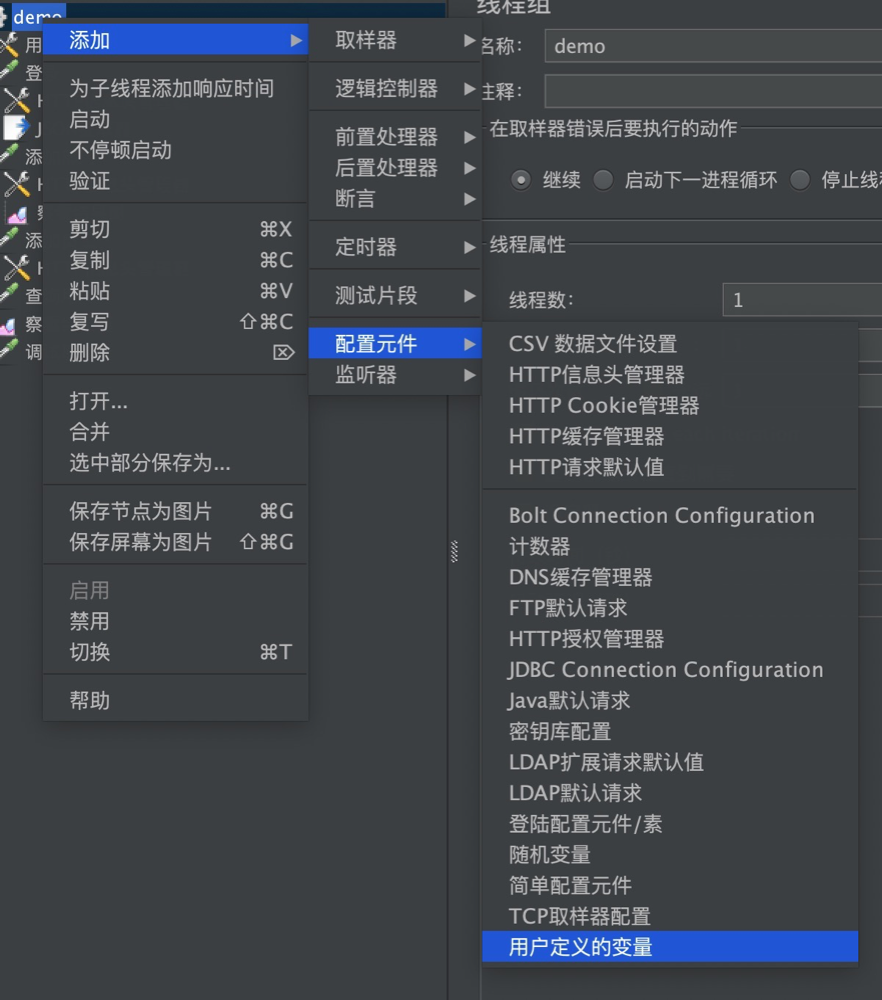 demo
线程组
名称：
demo
注释：
在取样器错误后要执行的动作
继续
启动下一进程循环
停止线
线程属性
线程数：
1
用
登
添
添
查
察
调
添加
为子线程添加响应时间
启动
不停顿启动
验证
剪切 ⌘X
复制 ⌘C
粘贴 ⌘V
复写 ⇧⌘C
删除 ⌦
打开...
合并
选中部分保存为...
保存节点为图片 ⌘G
保存屏幕为图片 ⇧⌘G
启用
禁用
切换 ⌘T
帮助
取样器
逻辑控制器
前置处理器
后置处理器
断言
定时器
测试片段
配置元件
监听器
CSV 数据文件设置
HTTP信息头管理器
HTTP Cookie管理器
HTTP缓存管理器
HTTP请求默认值
Bolt Connection Configuration
计数器
DNS缓存管理器
FTP默认请求
HTTP授权管理器
JDBC Connection Configuration
Java默认请求
密钥库配置
LDAP扩展请求默认值
LDAP默认请求
登陆配置元件/素
随机变量
简单配置元件
TCP取样器配置
用户定义的变量